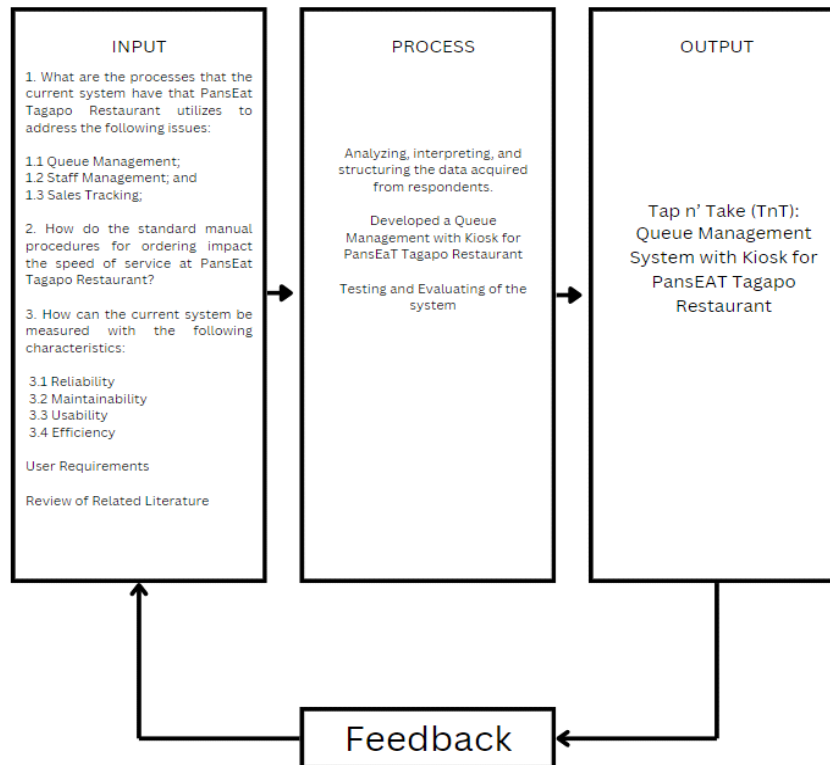 INPUT
1. What are the processes that the
current system have that PansEat
Tagapo Restaurant utilizes to
address the following issues:
1.1 Queue Management;
1.2 Staff Management; and
1.3 Sales Tracking;
2. How do the standard manual
procedures for ordering impact
the speed of service at PansEat
Tagapo Restaurant?
3. How can the current system be
measured with the following
characteristics:
3.1 Reliability
3.2 Maintainability
3.3 Usability
3.4 Efficiency
User Requirements
Review of Related Literature
PROCESS
Analyzing, interpreting, and
structuring the data acquired
from respondents.
Developed a Queue
Management with Kiosk for
PansEaT Tagapo Restaurant
Testing and Evaluating of the
system
OUTPUT
Tap n' Take (TnT):
Queue Management
System with Kiosk for
PansEAT Tagapo
Restaurant
Feedback